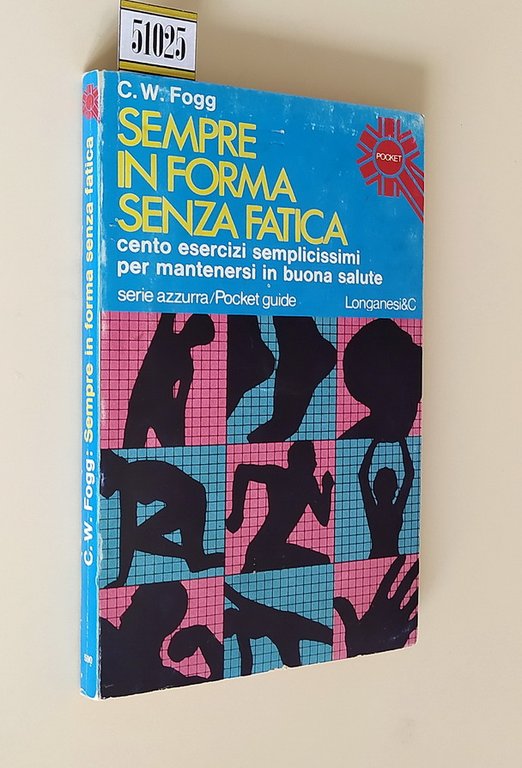 51025
C. W. Fogg
SEMPRE
IN FORMA
SENZA FATICA
POCKET
cento esercizi semplicissimi
per mantenersi in buona salute
serie azzurra/Pocket guide
Longanesi&C
C. W. Fogg: Sempre in forma senza fatica